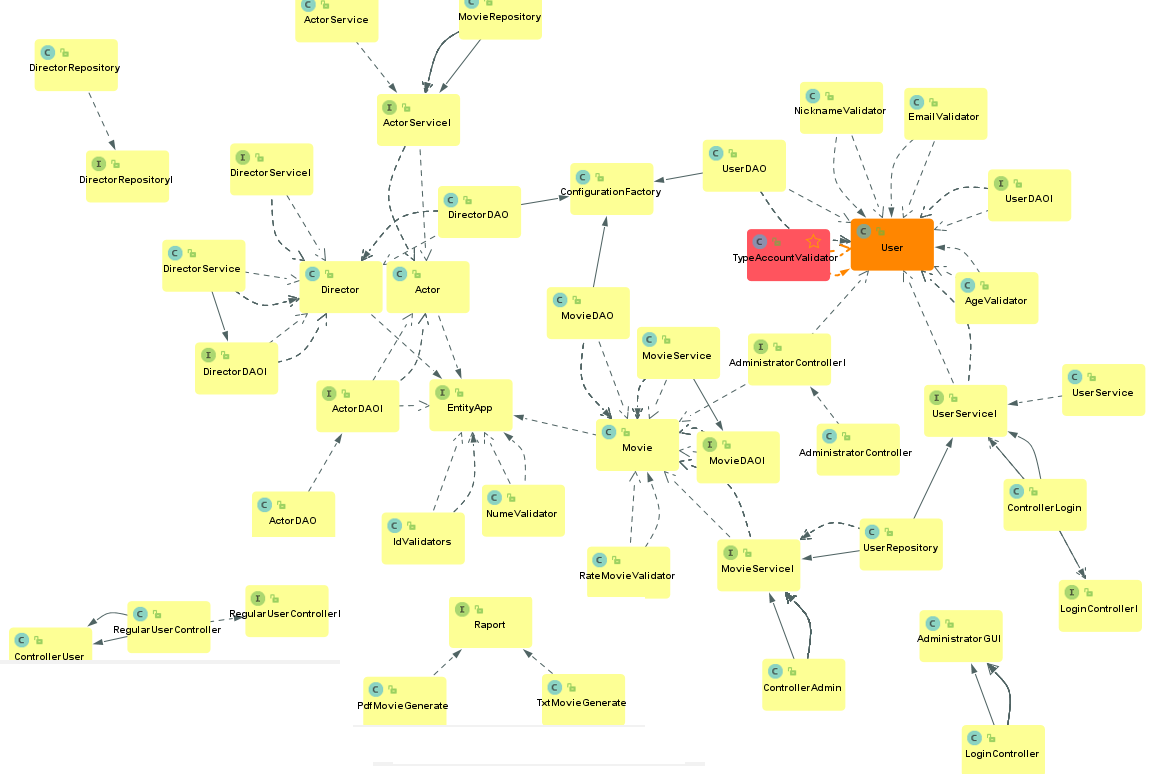 C ActorService
C MovieRepository
C DirectorRepository
I ActorServiceI
C NicknameValidator
C EmailValidator
I DirectorRepositoryI
I DirectorServiceI
C ConfigurationFactory
C UserDAO
I UserDAOI
C DirectorDAO
C User
C TypeAccountValidator
C DirectorService
C Director
C Actor
C AgeValidator
C MovieDAO
C MovieService
I AdministratorControllerI
I DirectorDAOI
I ActorDAOI
I EntityApp
I UserServiceI
C UserService
C Movie
I MovieDAOI
C AdministratorController
C ActorDAO
C NumeValidator
C IdValidators
C ControllerLogin
C UserRepository
C RateMovieValidator
I MovieServiceI
I LoginControllerI
C RegularUserController
I RegularUserControllerI
C ControllerUser
I Raport
C AdministratorGUI
C PdfMovieGenerate
C TxtMovieGenerate
C ControllerAdmin
C LoginController